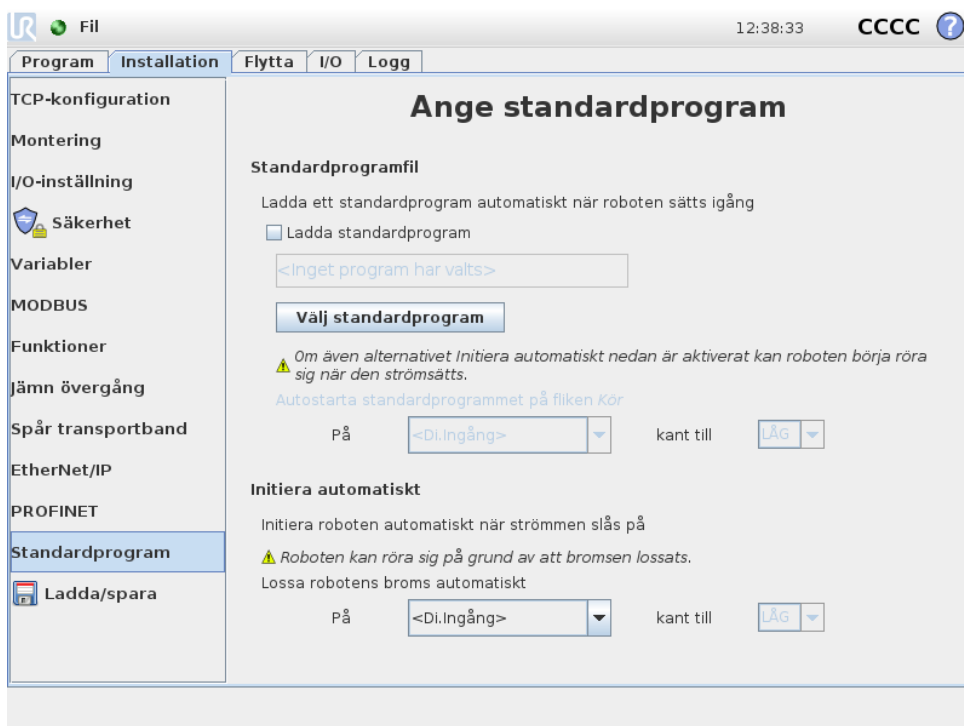 UR Fil 12:38:33 CCCC ?
Program Installation Flytta I/O Logg
TCP-konfiguration
Montering
I/O-inställning
Säkerhet
Variabler
MODBUS
Funktioner
Jämn övergång
Spår transportband
EtherNet/IP
PROFINET
Standardprogram
Ladda/spara
Ange standardprogram
Standardprogramfil
Ladda ett standardprogram automatiskt när roboten sätts igång
Ladda standardprogram
<Inget program har valts>
Välj standardprogram
Om även alternativet Initiera automatiskt nedan är aktiverat kan roboten börja röra
sig när den strömsätts.
Autostarta standardprogrammet på fliken Kör
På <Di.Ingång> kant till LÅG
Initiera automatiskt
Initiera roboten automatiskt när strömmen slås på
Roboten kan röra sig på grund av att bromsen lossats.
Lossa robotens broms automatiskt
På <Di.Ingång> kant till LÅG